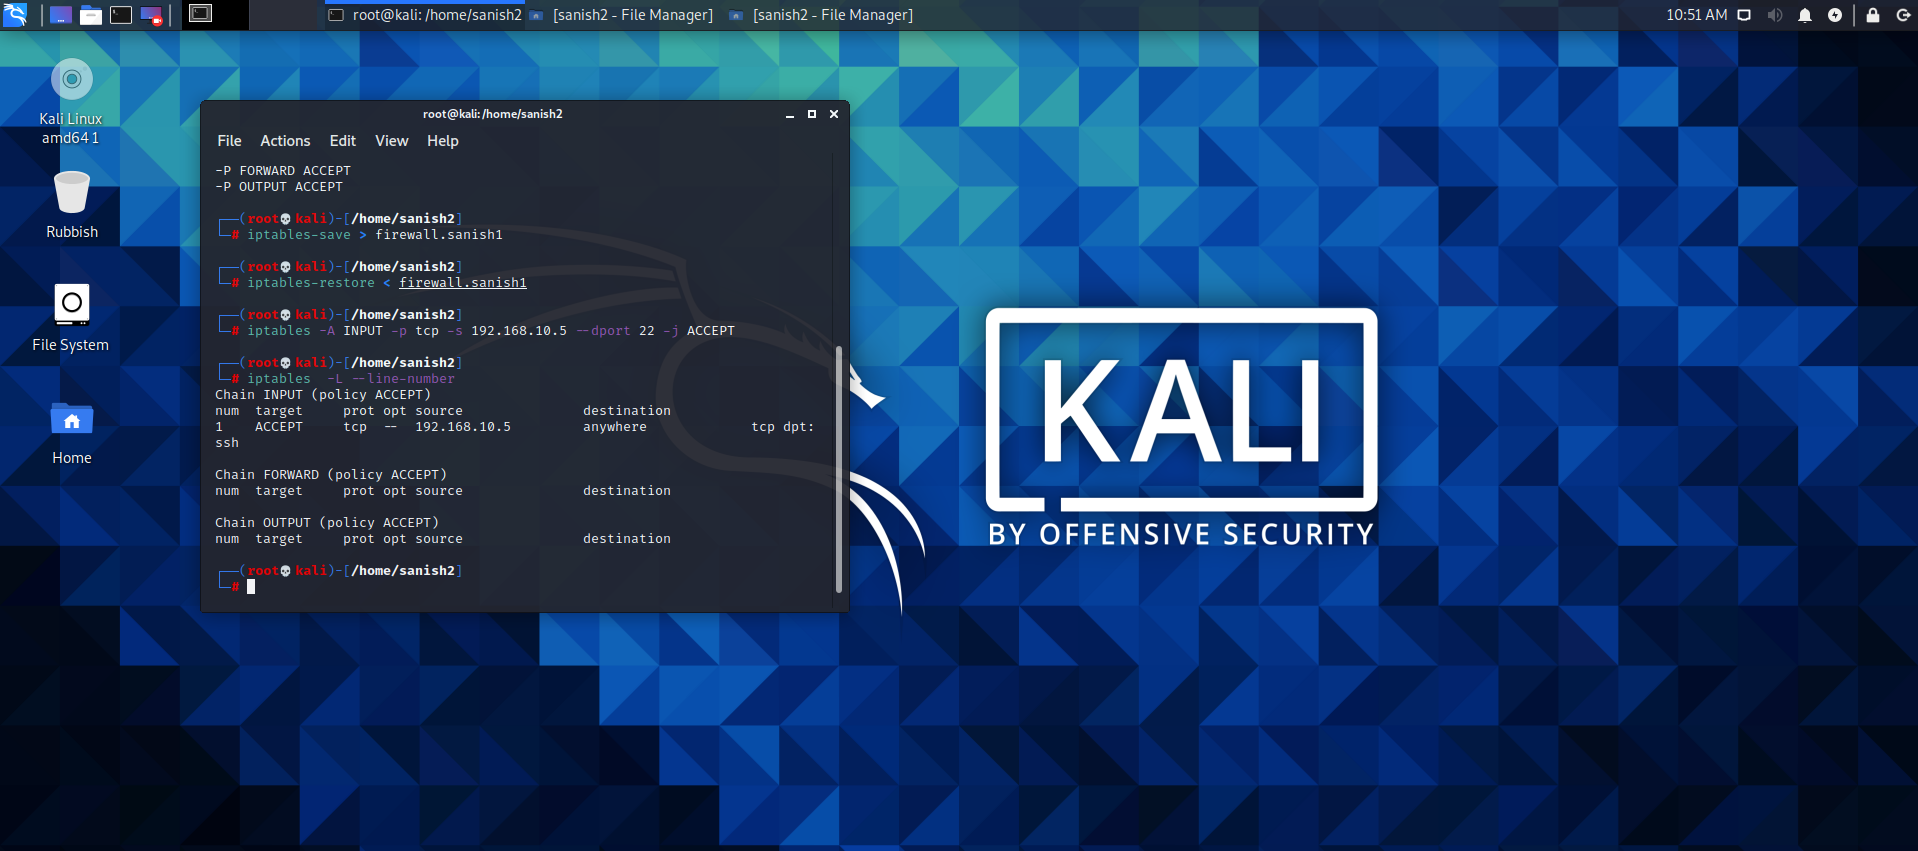 root@kali: /home/sanish2
[sanish2 - File Manager]
[sanish2 - File Manager]
10:51 AM
Kali Linux
amd64 1
Rubbish
File System
Home
root@kali: /home/sanish2
File Actions Edit View Help
-P FORWARD ACCEPT
-P OUTPUT ACCEPT
┌──(root💀kali)-[/home/sanish2]
└─# iptables-save > firewall.sanish1
┌──(root💀kali)-[/home/sanish2]
└─# iptables-restore < firewall.sanish1
┌──(root💀kali)-[/home/sanish2]
└─# iptables -A INPUT -p tcp -s 192.168.10.5 --dport 22 -j ACCEPT
┌──(root💀kali)-[/home/sanish2]
└─# iptables  -L --line-number
Chain INPUT (policy ACCEPT)
num  target     prot opt source               destination
1    ACCEPT     tcp  --  192.168.10.5         anywhere             tcp dpt:
ssh
Chain FORWARD (policy ACCEPT)
num  target     prot opt source               destination
Chain OUTPUT (policy ACCEPT)
num  target     prot opt source               destination
┌──(root💀kali)-[/home/sanish2]
└─#
KALI
BY OFFENSIVE SECURITY